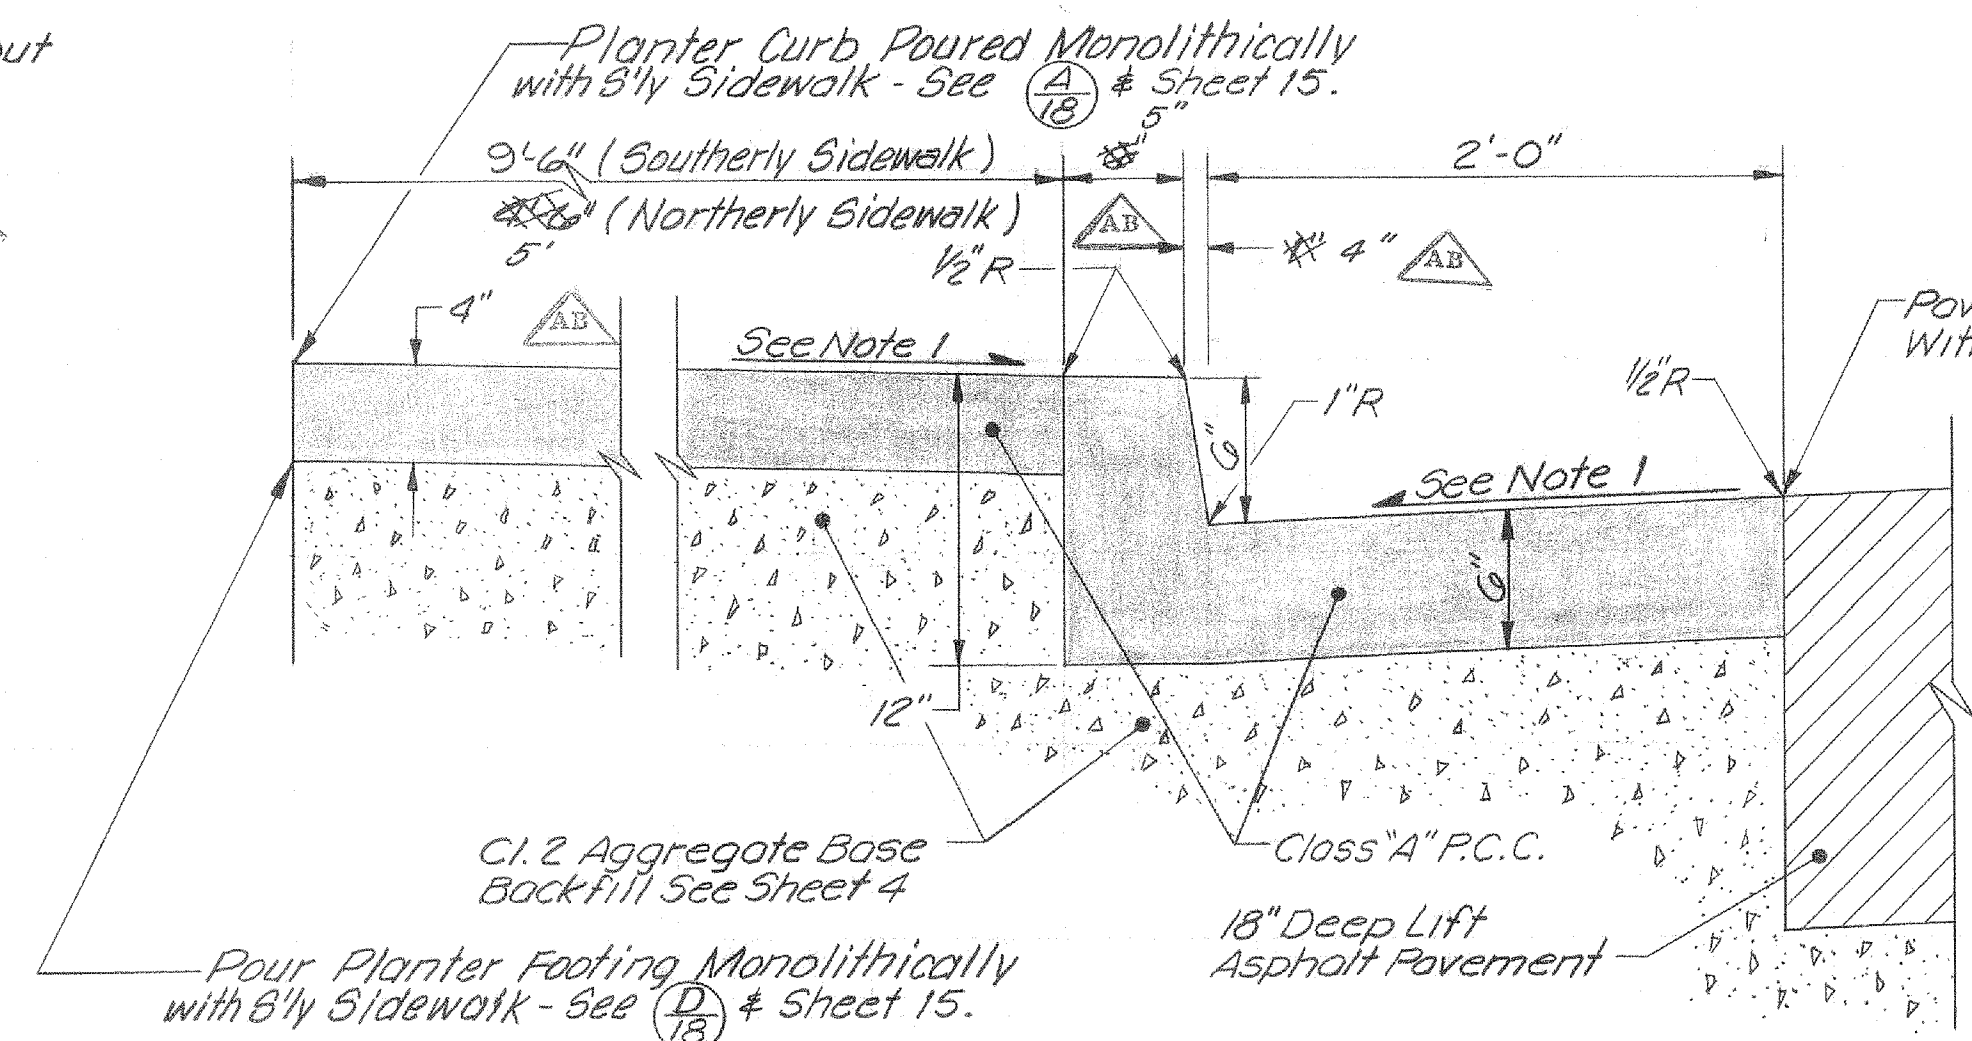 out
Planter Curb Poured Monolithically
with S'ly Sidewalk - See A/18 & Sheet 15.
5"
9'-6" (Southerly Sidewalk)
2'-0"
(Northerly Sidewalk)
5'
AB
4"
AB
1/2" R
4"
AB
See Note 1
Pav
With
1/2" R
1" R
6"
See Note 1
6"
12"
Cl. 2 Aggregate Base
Backfill See Sheet 4
Class "A" P.C.C.
18" Deep Lift
Asphalt Pavement
Pour Planter Footing Monolithically
with S'ly Sidewalk - See D/18 & Sheet 15.